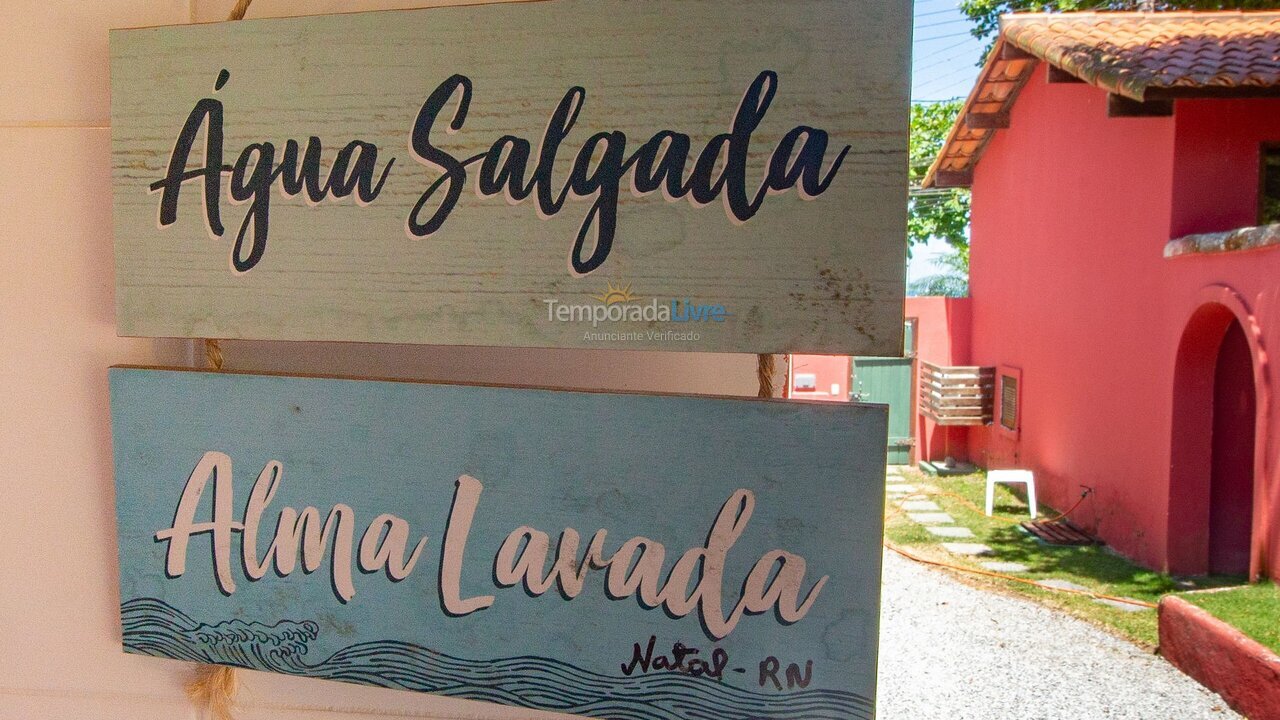 Água Salgada
TemporadaLivre
Anunciante Verificado
Alma Lavada
Natal-RN